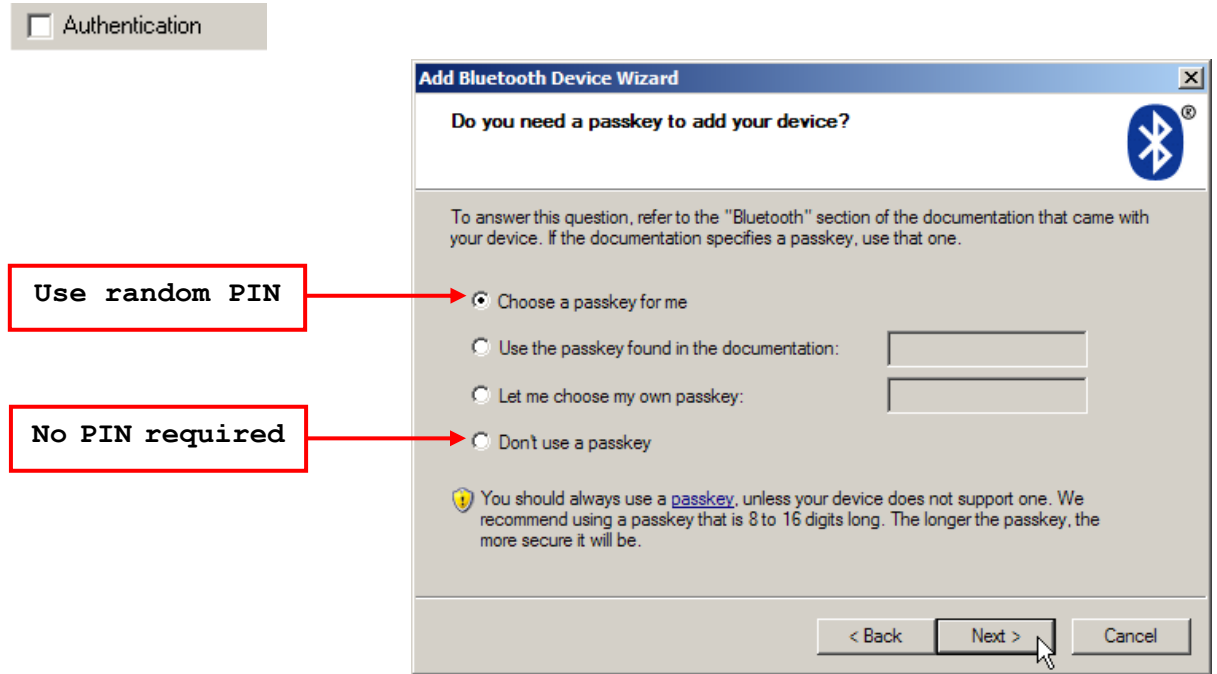 Authentication
Add Bluetooth Device Wizard
Do you need a passkey to add your device?
®
To answer this question, refer to the "Bluetooth" section of the documentation that came with
your device. If the documentation specifies a passkey, use that one.
Use random PIN
Choose a passkey for me
Use the passkey found in the documentation:
Let me choose my own passkey:
No PIN required
Don't use a passkey
You should always use a passkey, unless your device does not support one. We
recommend using a passkey that is 8 to 16 digits long. The longer the passkey, the
more secure it will be.
< Back
Next >
Cancel